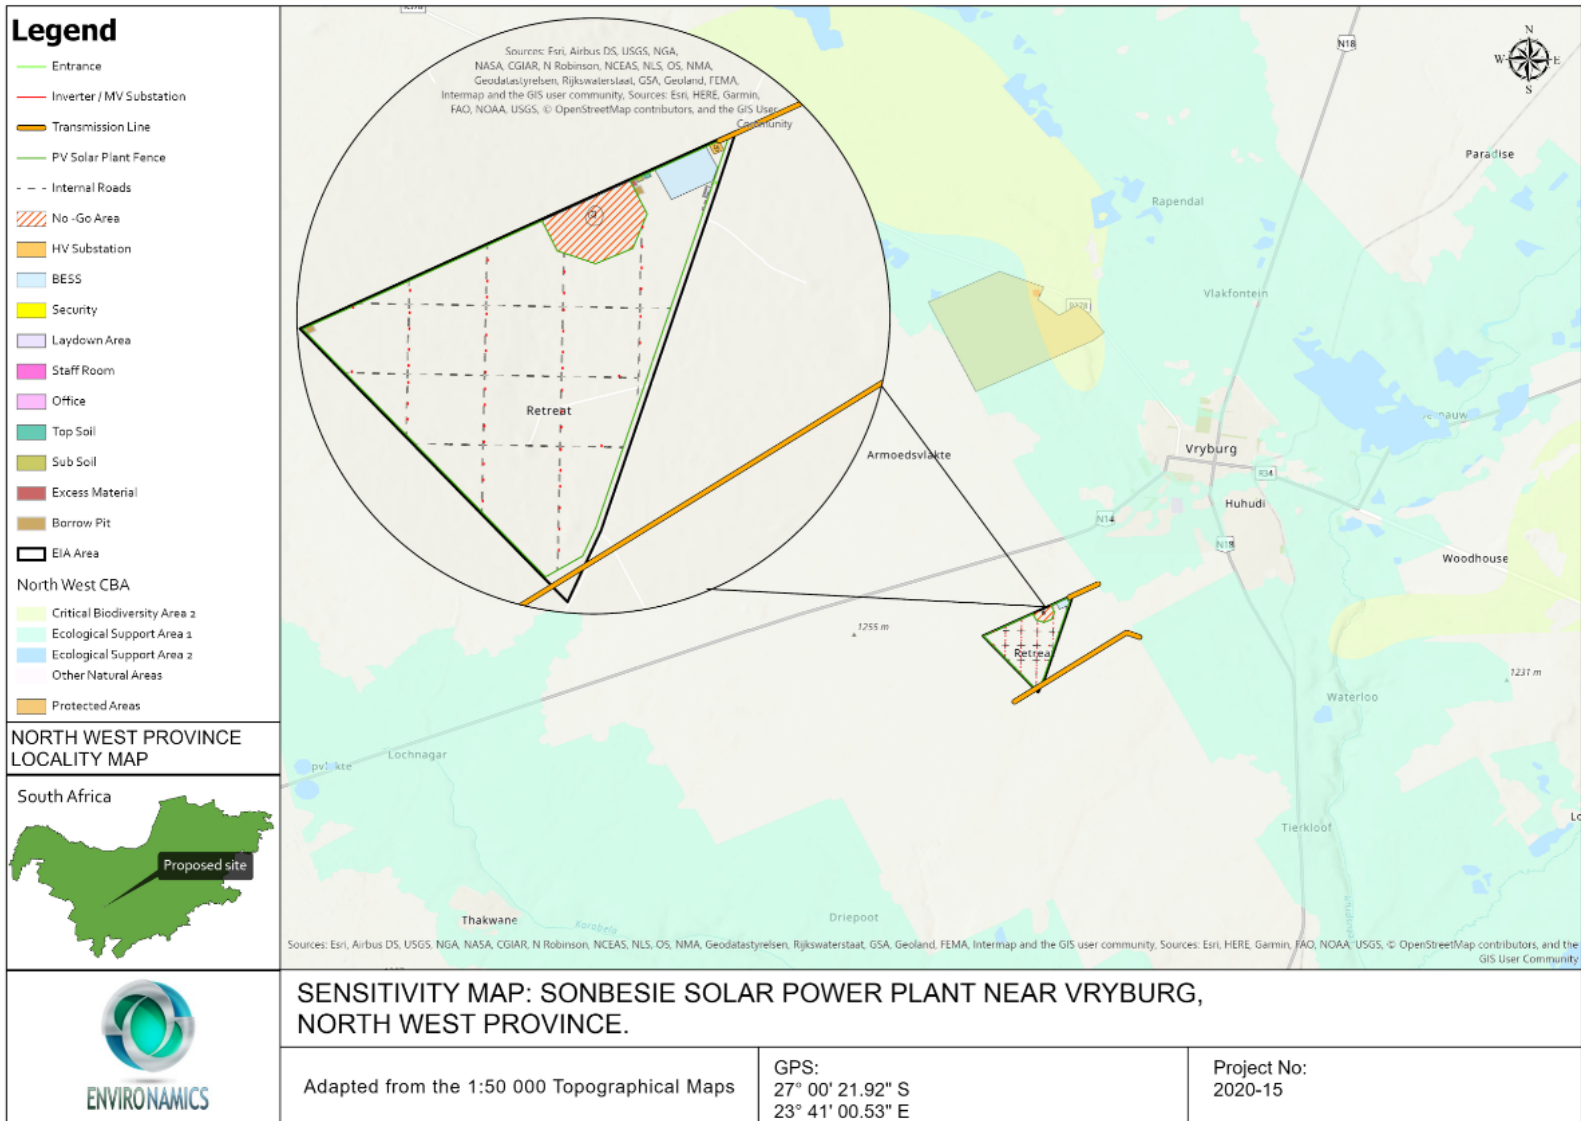 Legend
Entrance
Inverter / MV Substation
Transmission Line
PV Solar Plant Fence
Internal Roads
No -Go Area
HV Substation
BESS
Security
Laydown Area
Staff Room
Office
Top Soil
Sub Soil
Excess Material
Borrow Pit
EIA Area
North West CBA
Critical Biodiversity Area 2
Ecological Support Area 1
Ecological Support Area 2
Other Natural Areas
Protected Areas
NORTH WEST PROVINCE
LOCALITY MAP
South Africa
Proposed site
ENVIRONAMICS
Sources: Esri, Airbus DS, USGS, NGA,
NASA, CGIAR, N Robinson, NCEAS, NLS, OS, NMA,
Geodatastyrelsen, Rijkswaterstaat, GSA, Geoland, FEMA,
Intermap and the GIS user community, Sources: Esri, HERE, Garmin,
FAO, NOAA, USGS, © OpenStreetMap contributors, and the GIS User
Community
Retreat
N18
N
W E
S
Paradise
Rapendal
Vlakfontein
Armoedsvlakte
Vryburg
R34
Huhudi
N14
N18
Woodhouse
1255 m
Retreat
1231 m
Waterloo
Lochnagar
Tierkloof
Thakwane
Driepoot
Korobela
Sources: Esri, Airbus DS, USGS, NGA, NASA, CGIAR, N Robinson, NCEAS, NLS, OS, NMA, Geodatastyrelsen, Rijkswaterstaat, GSA, Geoland, FEMA, Intermap and the GIS user community, Sources: Esri, HERE, Garmin, FAO, NOAA, USGS, © OpenStreetMap contributors, and the
GIS User Community
SENSITIVITY MAP: SONBESIE SOLAR POWER PLANT NEAR VRYBURG,
NORTH WEST PROVINCE.
Adapted from the 1:50 000 Topographical Maps
GPS:
27° 00' 21.92" S
23° 41' 00.53" E
Project No:
2020-15